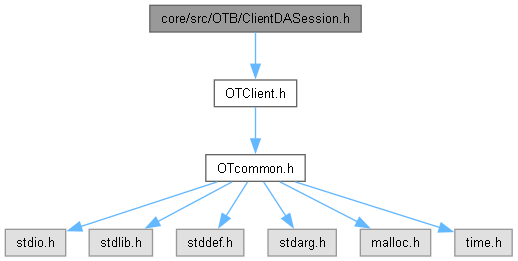 core/src/OTB/ClientDASession.h
OTClient.h
OTcommon.h
stdio.h
stdlib.h
stddef.h
stdarg.h
malloc.h
time.h